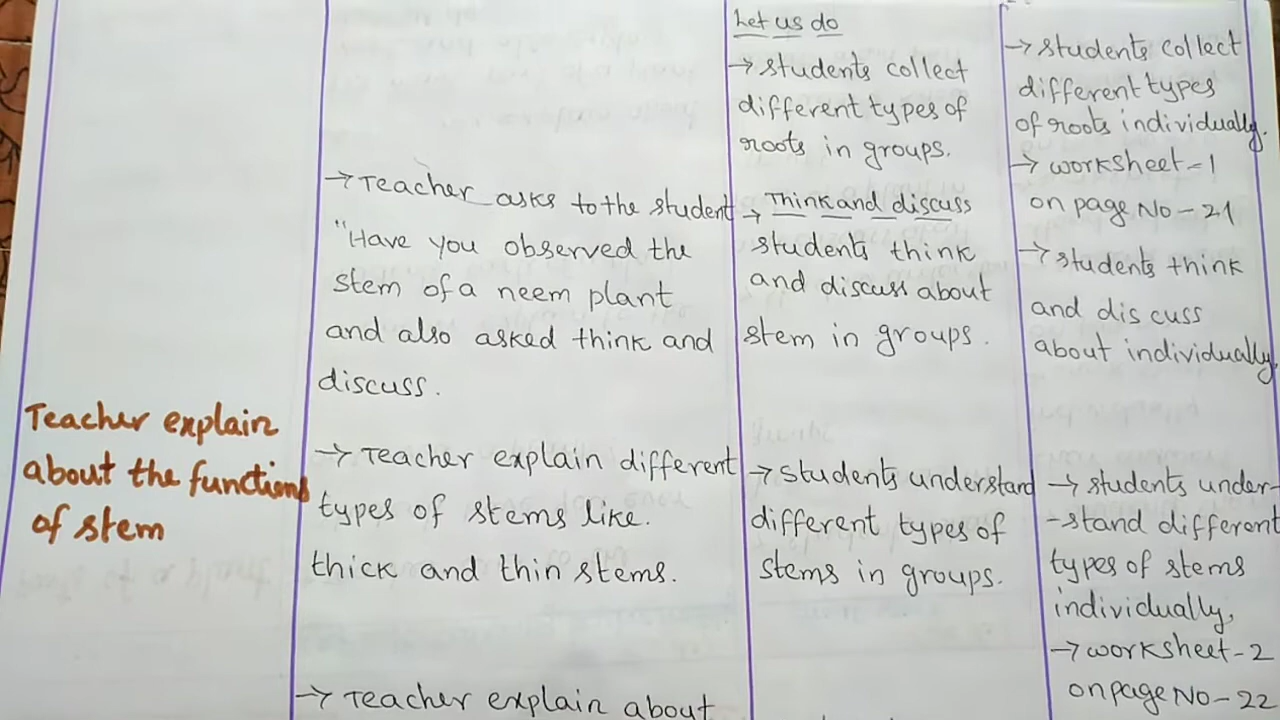 Teacher explain
about the functions
of stem
→ Teacher asks to the student
"Have you observed the
stem of a neem plant
and also asked think and
discuss.
→ Teacher explain different
types of stems like.
thick and thin stems.
→ Teacher explain about
Let us do
→ students collect
different types of
roots in groups.
→ Think and discuss
students think
and discuss about
stem in groups.
→ students understand
different types of
stems in groups.
→ students collect
different types
of roots individually.
→ worksheet-1
on page No-21
→ students think
and discuss
about individually,
→ students under-
-stand different
types of stems
individually,
→ worksheet-2
on page No-22